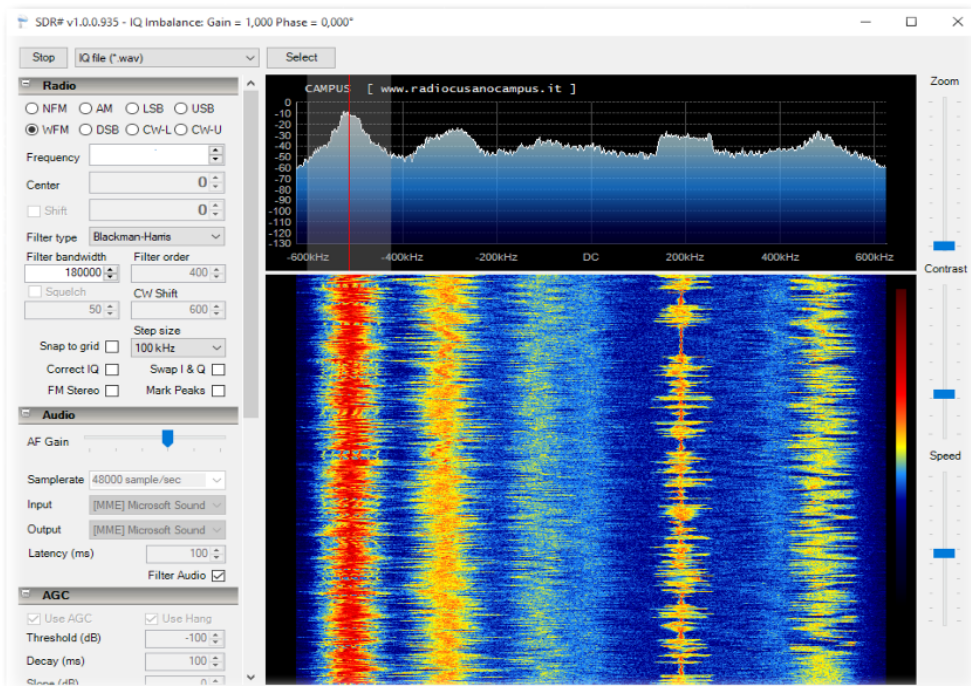 SDR# v1.0.0.935 - IQ Imbalance: Gain = 1,000 Phase = 0,000°
Stop
IQ file (*.wav)
Select
Radio
NFM AM LSB USB
WFM DSB CW-L CW-U
Frequency
Center 0
Shift 0
Filter type Blackman-Harris
Filter bandwidth Filter order
180000 400
Squelch CW Shift
50 600
Step size
Snap to grid 100 kHz
Correct IQ Swap I & Q
FM Stereo Mark Peaks
Audio
AF Gain
Samplerate 48000 sample/sec
Input [MME] Microsoft Sound
Output [MME] Microsoft Sound
Latency (ms) 100
Filter Audio
AGC
Use AGC Use Hang
Threshold (dB) -100
Decay (ms) 100
Slope (dB) 0
CAMPUS [ www.radiocusanocampus.it ]
0
-10
-20
-30
-40
-50
-60
-70
-80
-90
-100
-110
-120
-130
-600kHz -400kHz -200kHz DC 200kHz 400kHz 600kHz
Zoom
Contrast
Speed